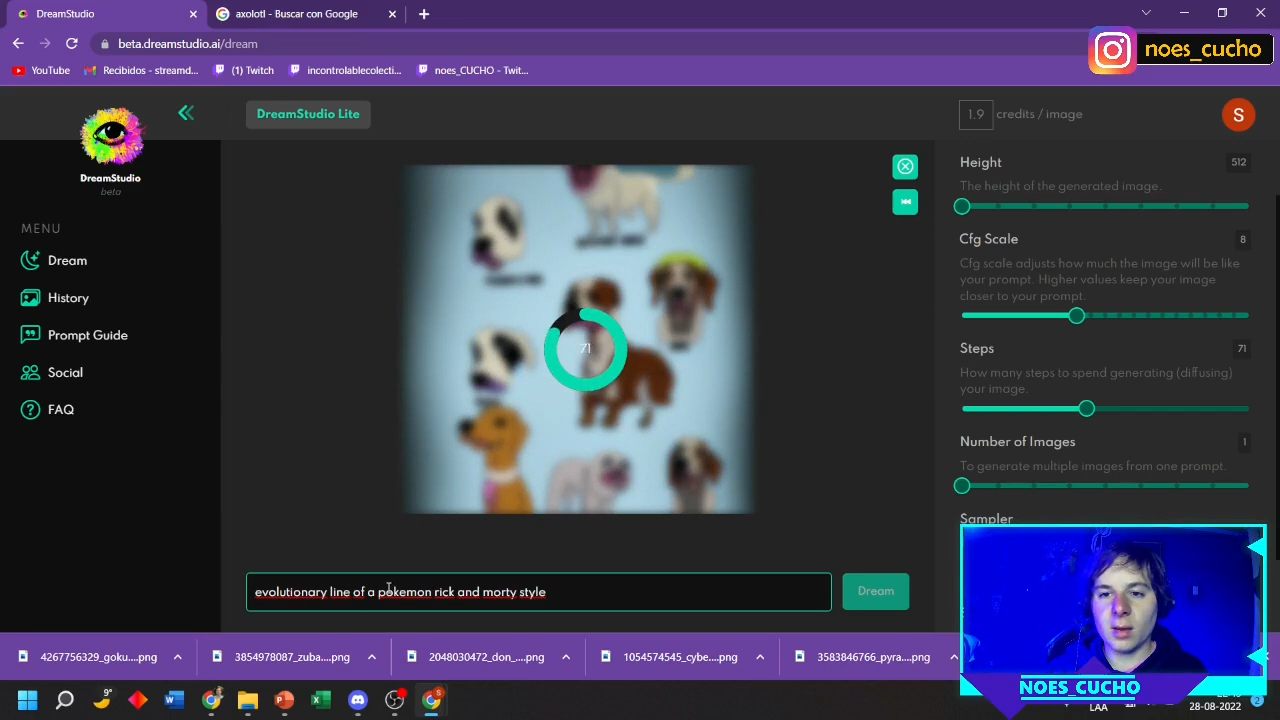 DreamStudio
axolotl - Buscar con Google
beta.dreamstudio.ai/dream
noes_cucho
YouTube
Recibidos - streamd...
(1) Twitch
incontrolablecolecti...
noes_CUCHO - Twit...
DreamStudio Lite
1.9
credits / image
S
DreamStudio
beta
MENU
Dream
History
Prompt Guide
Social
FAQ
Height
512
The height of the generated image.
Cfg Scale
8
Cfg scale adjusts how much the image will be like
your prompt. Higher values keep your image
closer to your prompt.
Steps
71
How many steps to spend generating (diffusing)
your image.
Number of Images
1
To generate multiple images from one prompt.
Sampler
71
evolutionary line of a pokemon rick and morty style
Dream
4267756329_goku....png
3854978087_zuba....png
2048030472_don_....png
1054574545_cybe....png
3583846766_pyra....png
NOES_CUCHO
9°
LAA
28-08-2022
2